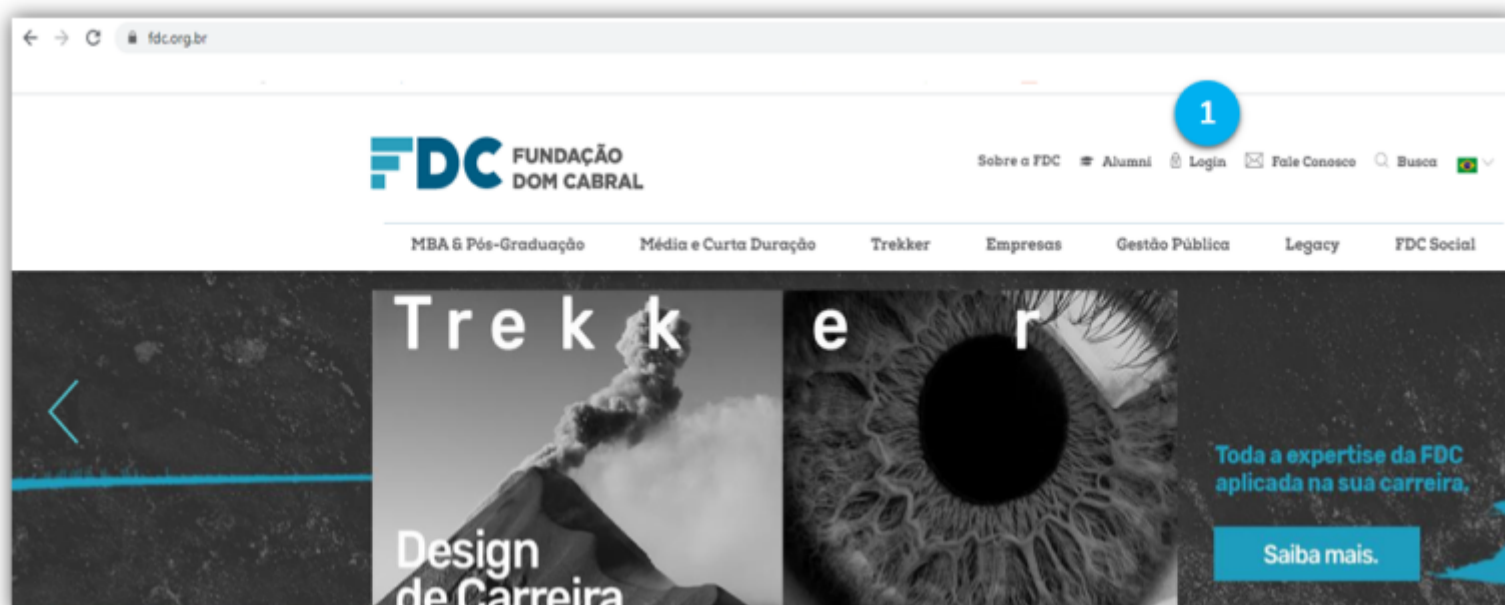 fdc.org.br
1
FDC FUNDAÇÃO
DOM CABRAL
Sobre a FDC Alumni Login Fale Conosco Busca
MBA & Pós-Graduação Média e Curta Duração Trekker Empresas Gestão Pública Legacy FDC Social
Trekker
Toda a expertise da FDC
aplicada na sua carreira.
Design
de Carreira
Saiba mais.